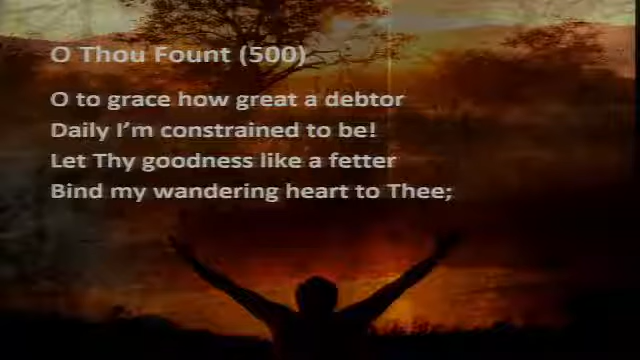 O Thou Fount (500)
O to grace how great a debtor
Daily I’m constrained to be!
Let Thy goodness like a fetter
Bind my wandering heart to Thee;